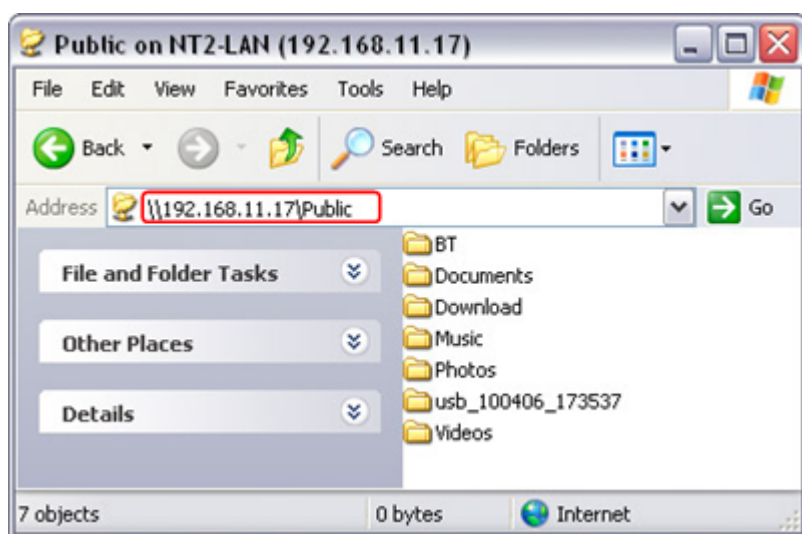 Public on NT2-LAN (192.168.11.17)
File Edit View Favorites Tools Help
Back Search Folders
Address \\192.168.11.17\Public Go
File and Folder Tasks
Other Places
Details
BT
Documents
Download
Music
Photos
usb_100406_173537
Videos
7 objects 0 bytes Internet